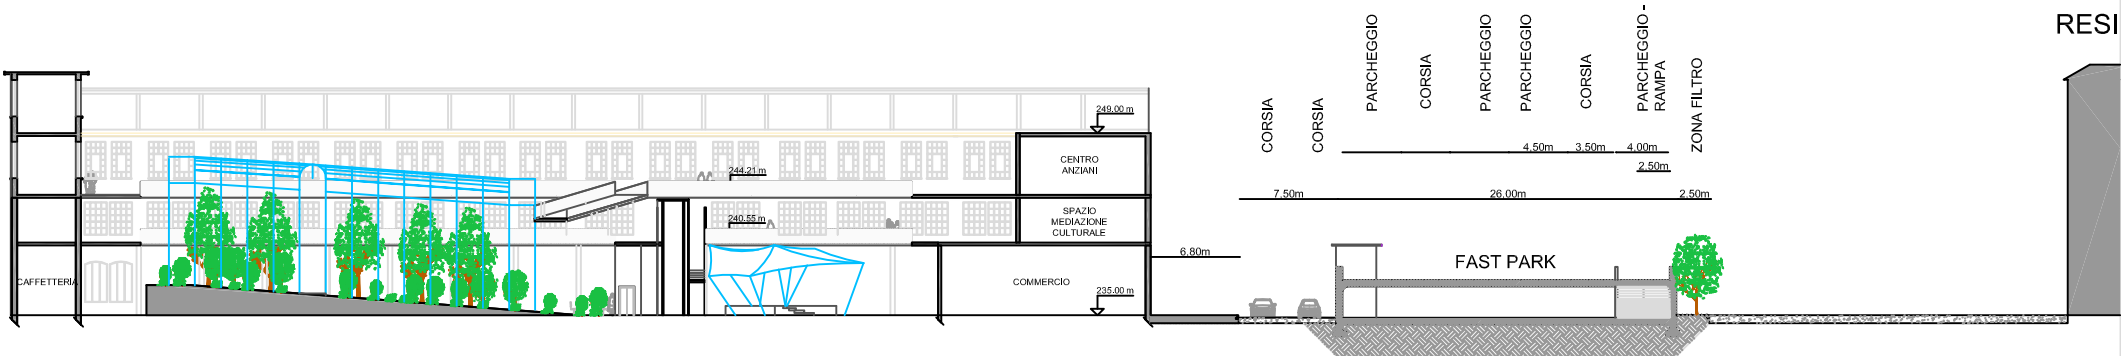 RESI
PARCHEGGIO
CORSIA
PARCHEGGIO
PARCHEGGIO
CORSIA
PARCHEGGIO -
RAMPA
ZONA FILTRO
CORSIA
CORSIA
249.00 m
4.50m
3.50m
4.00m
2.50m
CENTRO
ANZIANI
244.21 m
7.50m
26.00m
2.50m
SPAZIO
MEDIAZIONE
CULTURALE
240.55 m
6.80m
FAST PARK
CAFFETTERIA
COMMERCIO
235.00 m